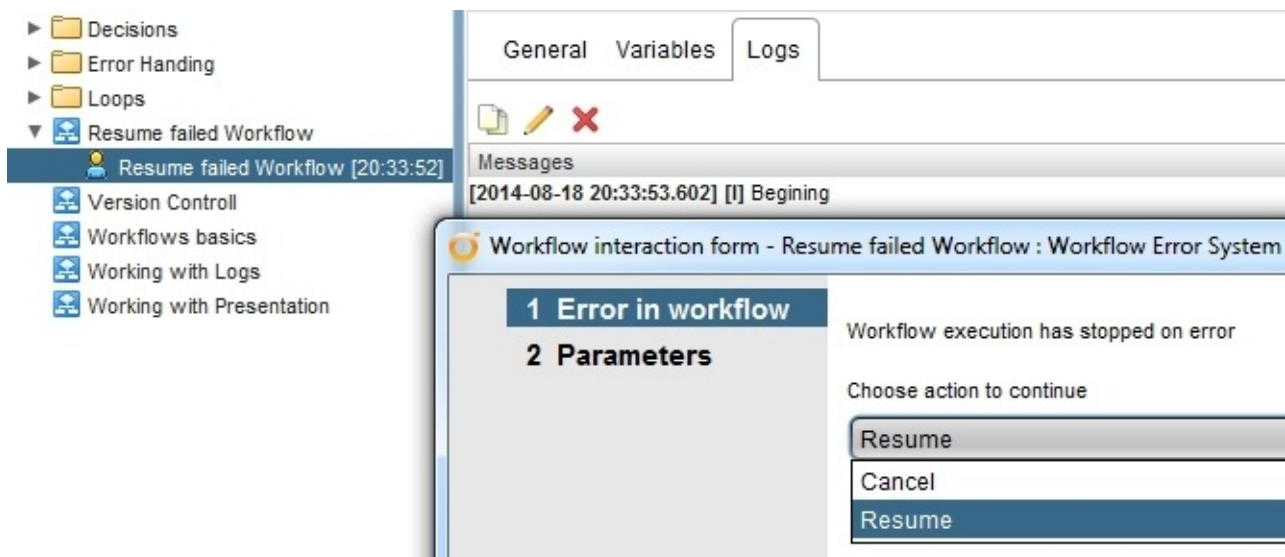 Decisions
Error Handing
Loops
Resume failed Workflow
Resume failed Workflow [20:33:52]
Version Controll
Workflows basics
Working with Logs
Working with Presentation
General Variables Logs
Messages
[2014-08-18 20:33:53.602] [I] Begining
Workflow interaction form - Resume failed Workflow : Workflow Error System
1 Error in workflow
2 Parameters
Workflow execution has stopped on error
Choose action to continue
Resume
Cancel
Resume